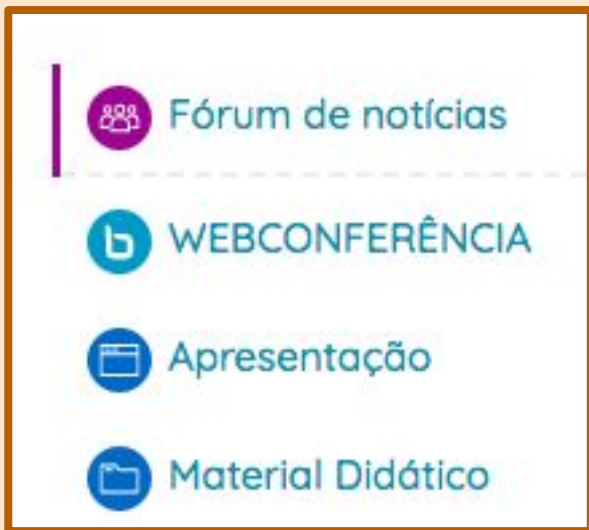 Fórum de notícias
WEBCONFERÊNCIA
Apresentação
Material Didático